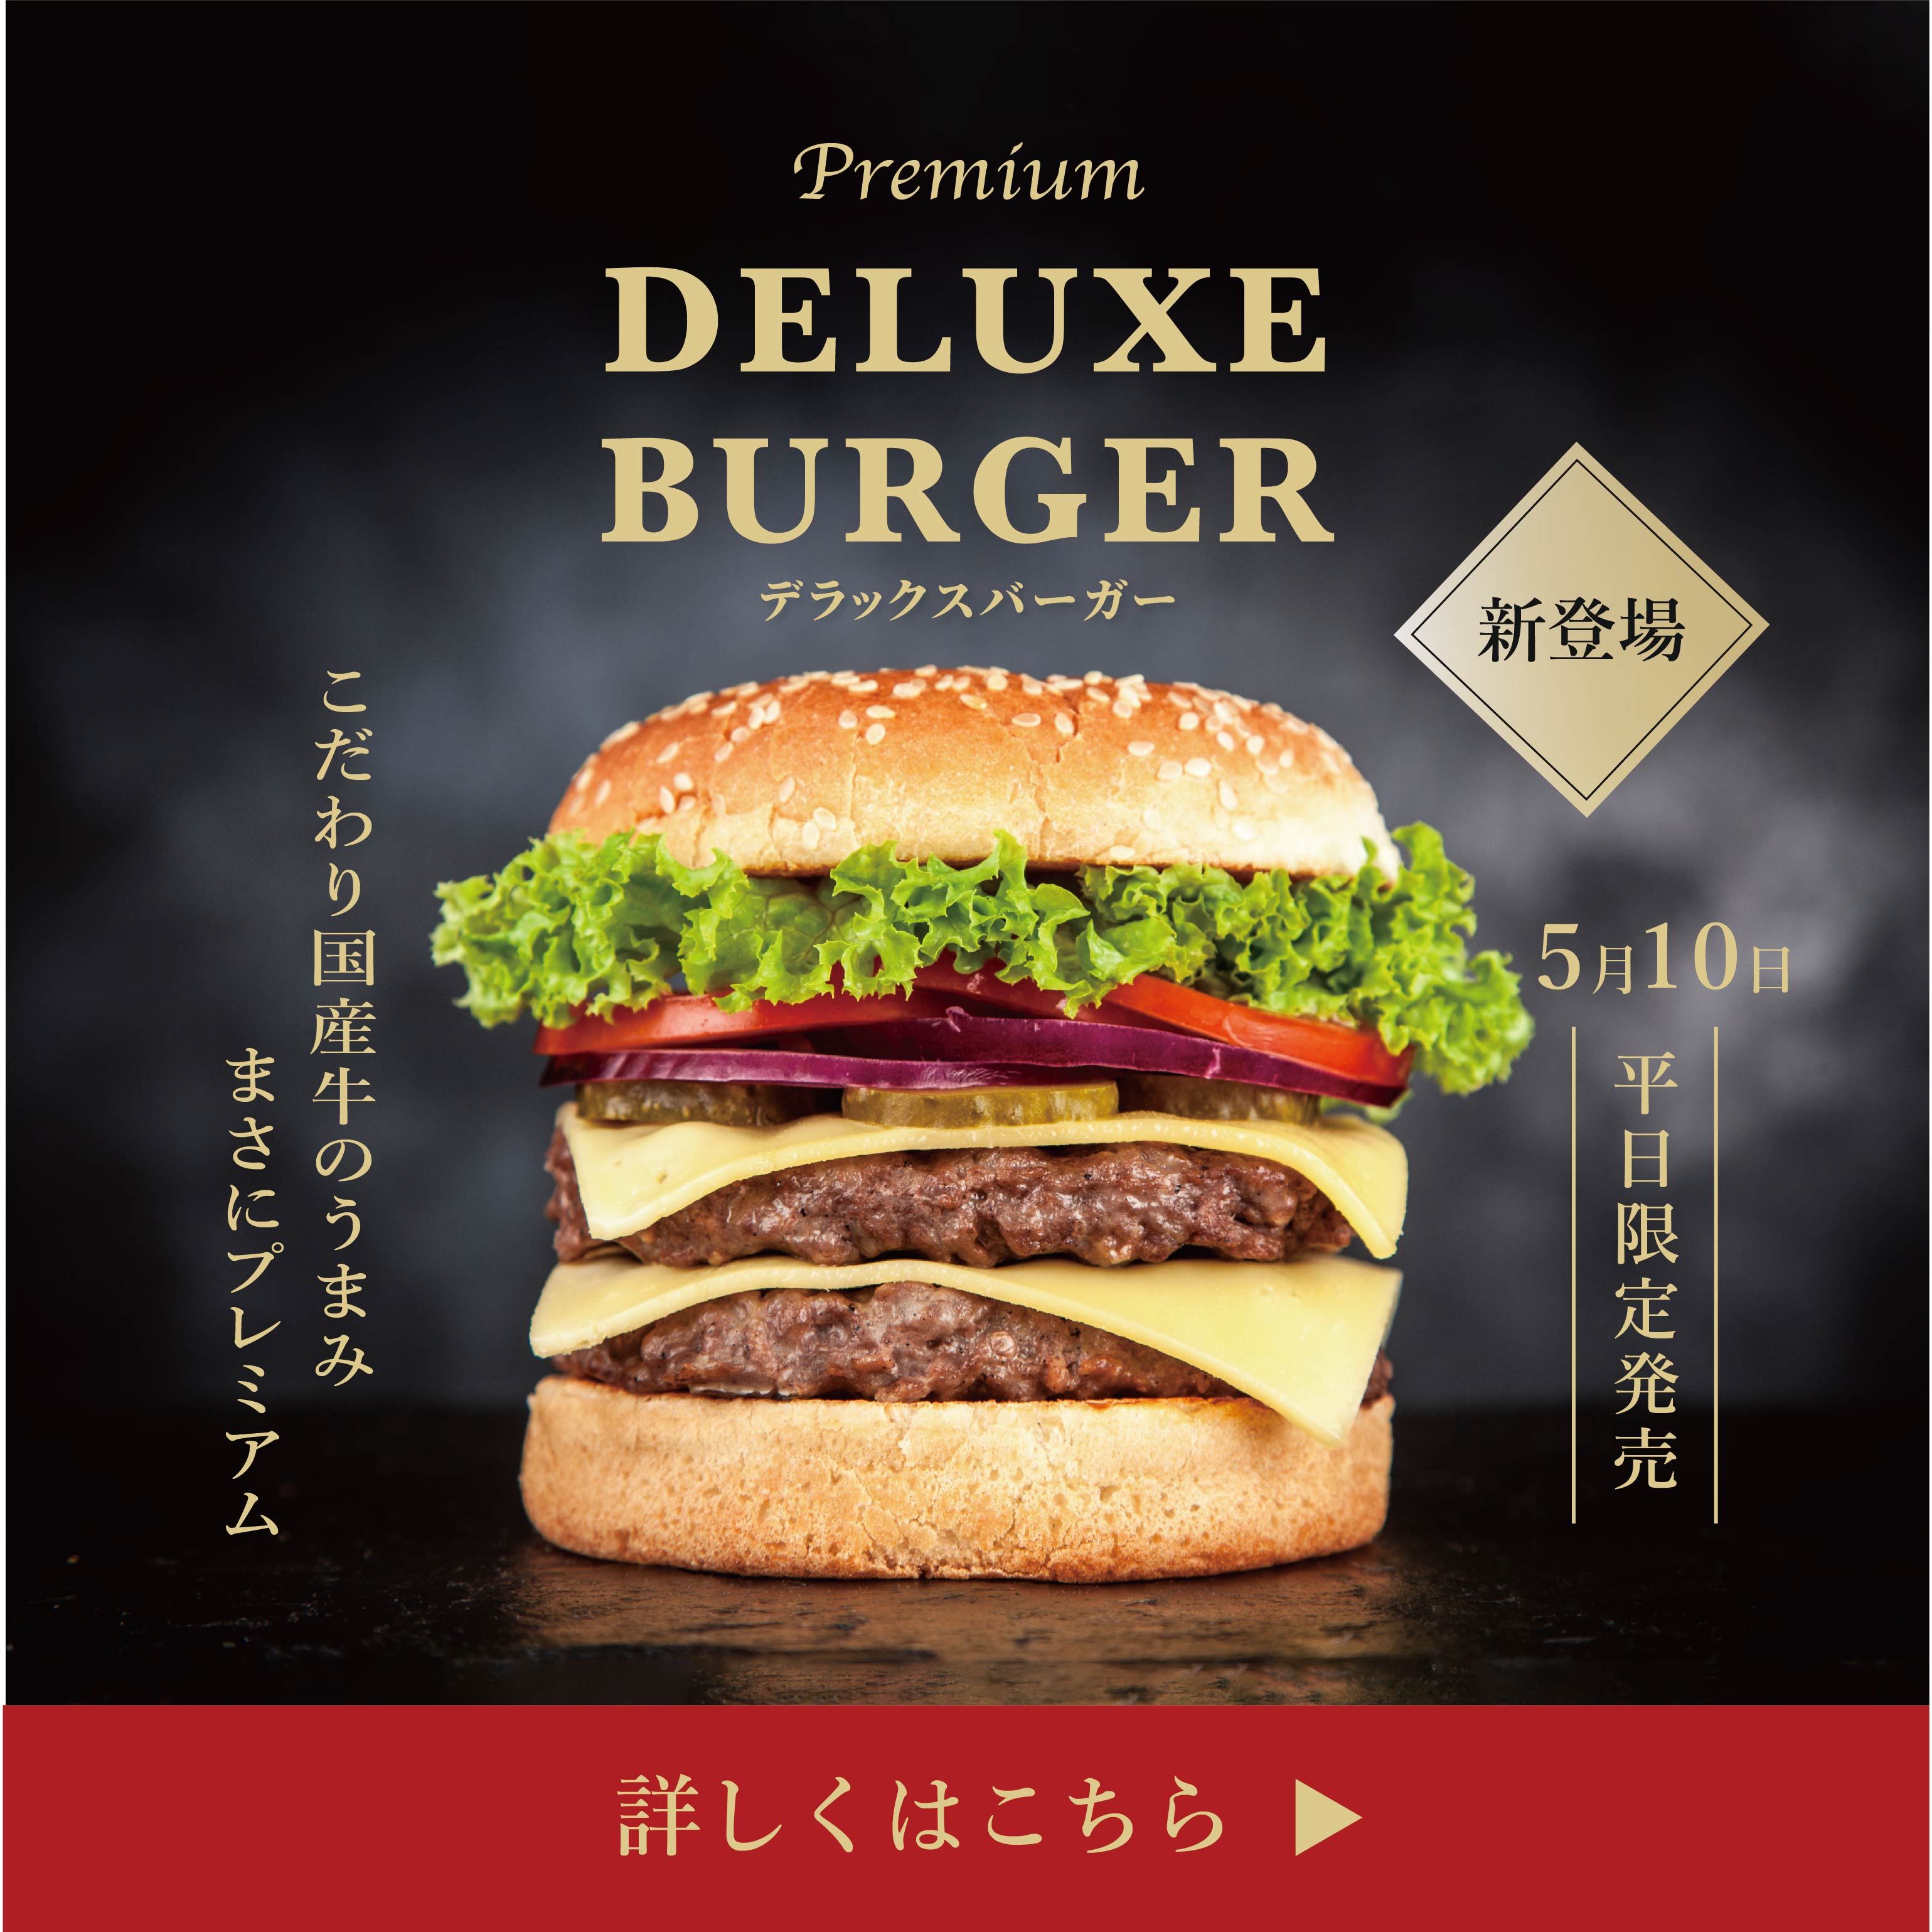 Premium
DELUXE
BURGER
デラックスバーガー
新登場
こだわり国産牛のうまみ
まさにプレミアム
5月10日
平日限定発売
詳しくはこちら ▶